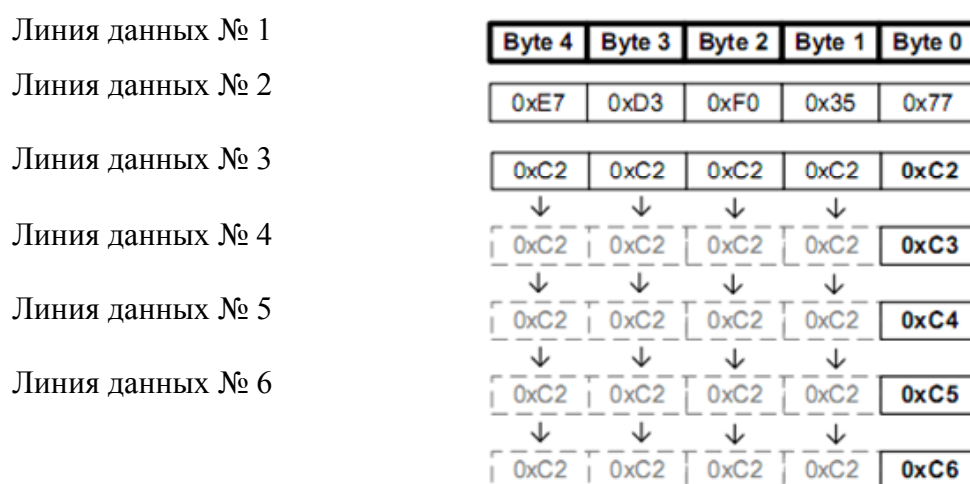 Линия данных № 1
Byte 4 Byte 3 Byte 2 Byte 1 Byte 0
Линия данных № 2
0xE7 0xD3 0xF0 0x35 0x77
Линия данных № 3
0xC2 0xC2 0xC2 0xC2 0xC2
Линия данных № 4
0xC2 0xC2 0xC2 0xC2 0xC3
Линия данных № 5
0xC2 0xC2 0xC2 0xC2 0xC4
Линия данных № 6
0xC2 0xC2 0xC2 0xC2 0xC5
0xC2 0xC2 0xC2 0xC2 0xC6